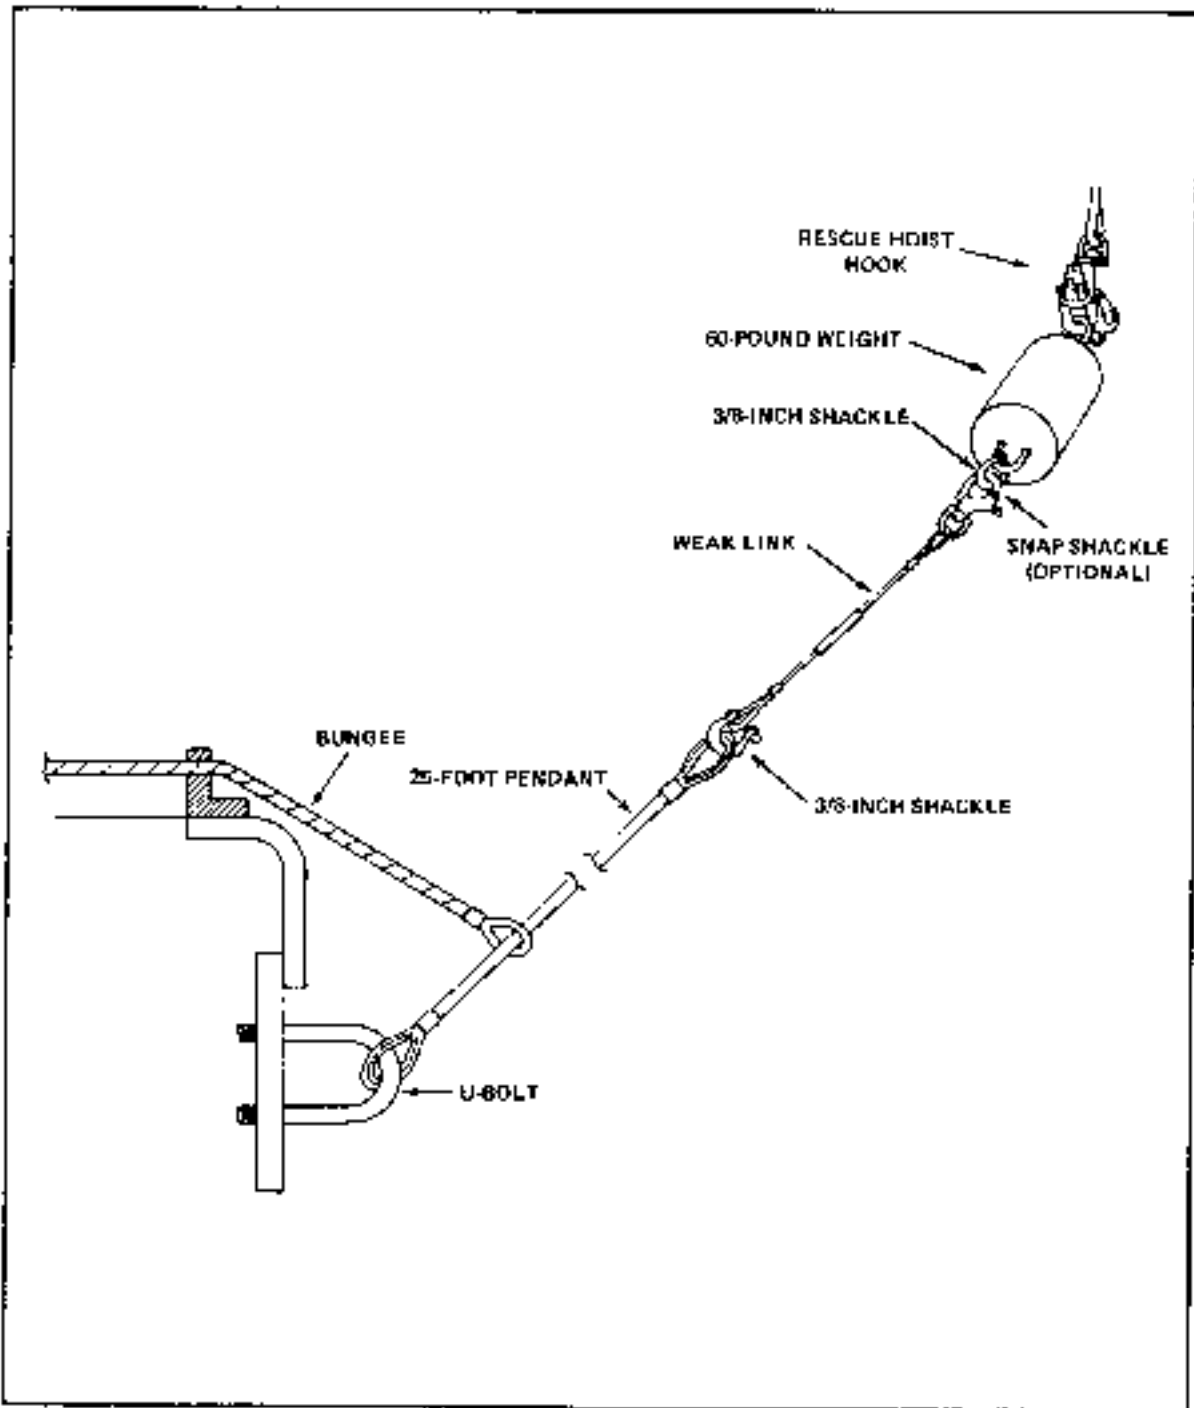 RESCUE HOIST
HOOK
60-POUND WEIGHT
3/8-INCH SHACKLE
WEAK LINK
SNAP SHACKLE
(OPTIONAL)
BUNGEE
25-FOOT PENDANT
3/8-INCH SHACKLE
U-BOLT